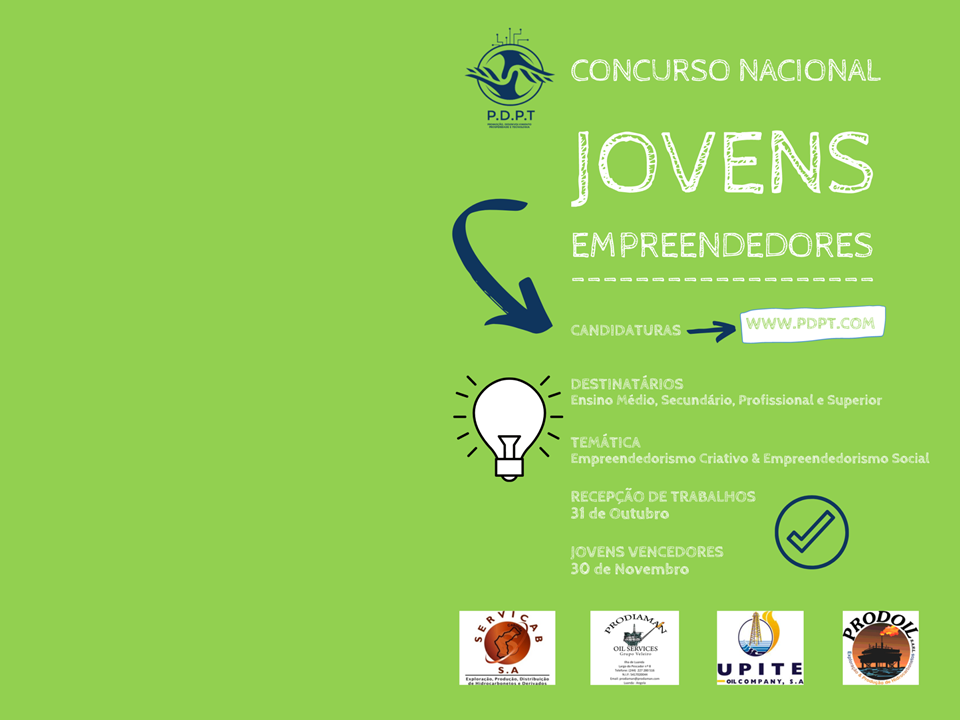 P.D.P.T
CONCURSO NACIONAL
JOVENS
EMPREENDEDORES
CANDIDATURAS
WWW.PDPT.COM
DESTINATÁRIOS
Ensino Médio, Secundário, Profissional e Superior
TEMÁTICA
Empreendedorismo Criativo & Empreendedorismo Social
RECEPÇÃO DE TRABALHOS
31 de Outubro
JOVENS VENCEDORES
30 de Novembro
SERVICAB
S.A
Exploração, Produção, Distribuição
de Hidrocarbonetos e Derivados
PRODIAMAN
OIL SERVICES
Grupo Veleiro
UPITE
OIL COMPANY, S.A
PRODOIL